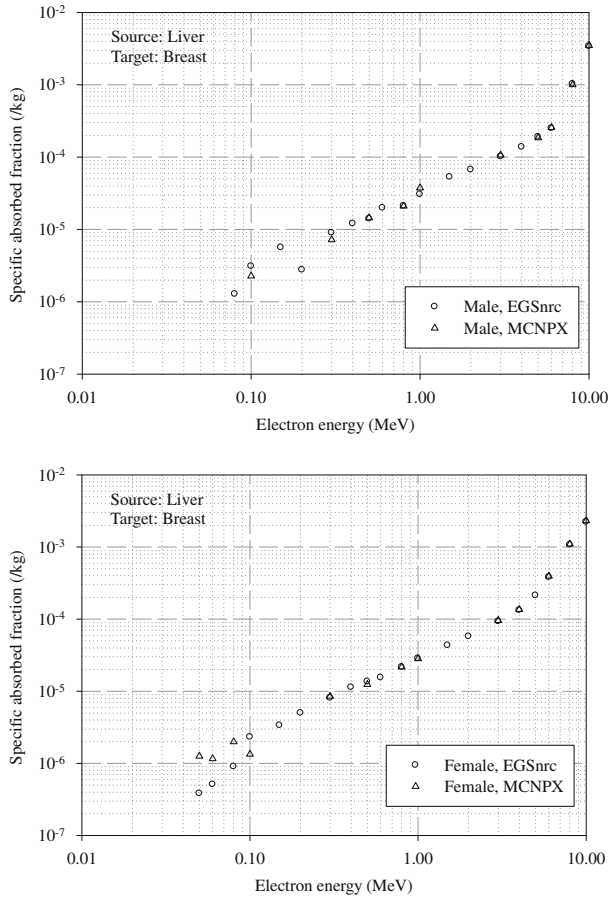 10⁻²
Source: Liver
Target: Breast
10⁻³
10⁻⁴
10⁻⁵
10⁻⁶
10⁻⁷
Specific absorbed fraction (/kg)
Male, EGSnrc
Male, MCNPX
0.01 0.10 1.00 10.00
Electron energy (MeV)
10⁻²
Source: Liver
Target: Breast
10⁻³
10⁻⁴
10⁻⁵
10⁻⁶
10⁻⁷
Specific absorbed fraction (/kg)
Female, EGSnrc
Female, MCNPX
0.01 0.10 1.00 10.00
Electron energy (MeV)